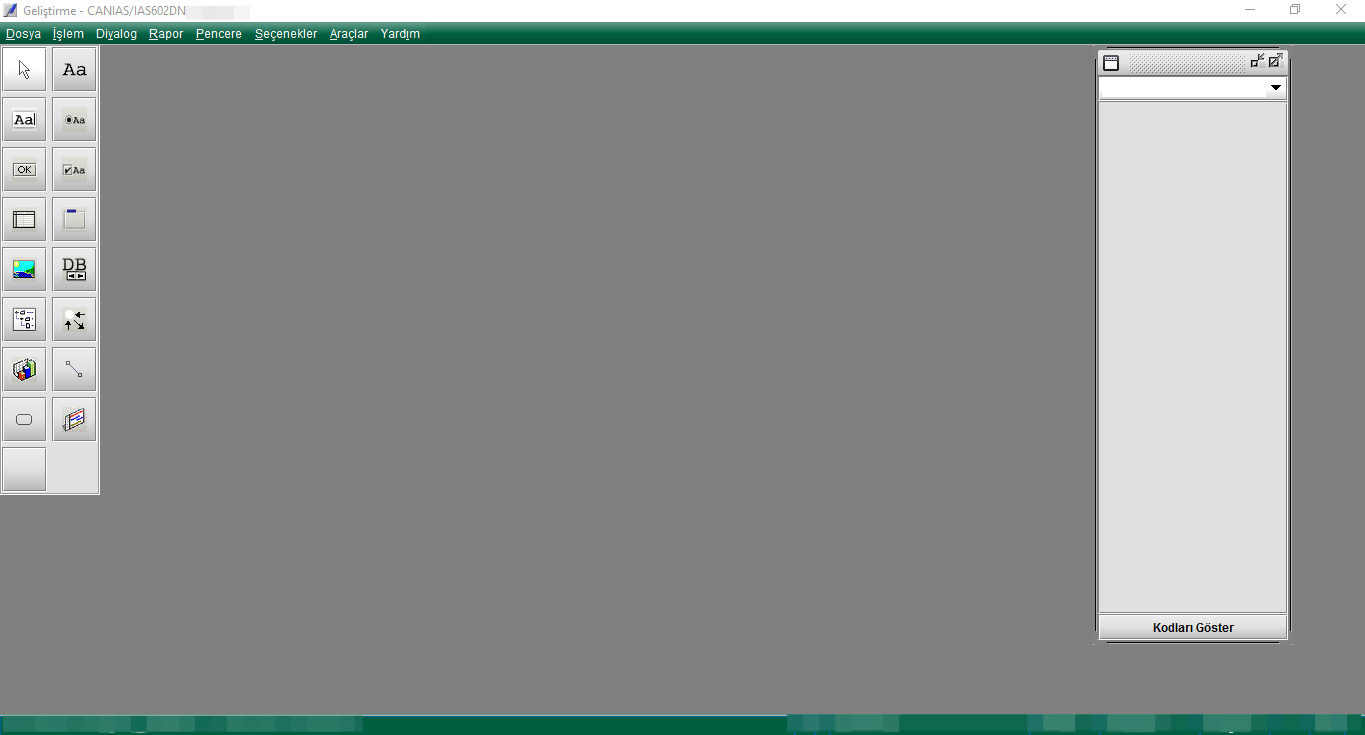 Geliştirme - CANIAS/IAS602DN
Dosya İşlem Diyalog Rapor Pencere Seçenekler Araçlar Yardım
Aa
Aa
Aa
OK
Aa
DB
Kodları Göster